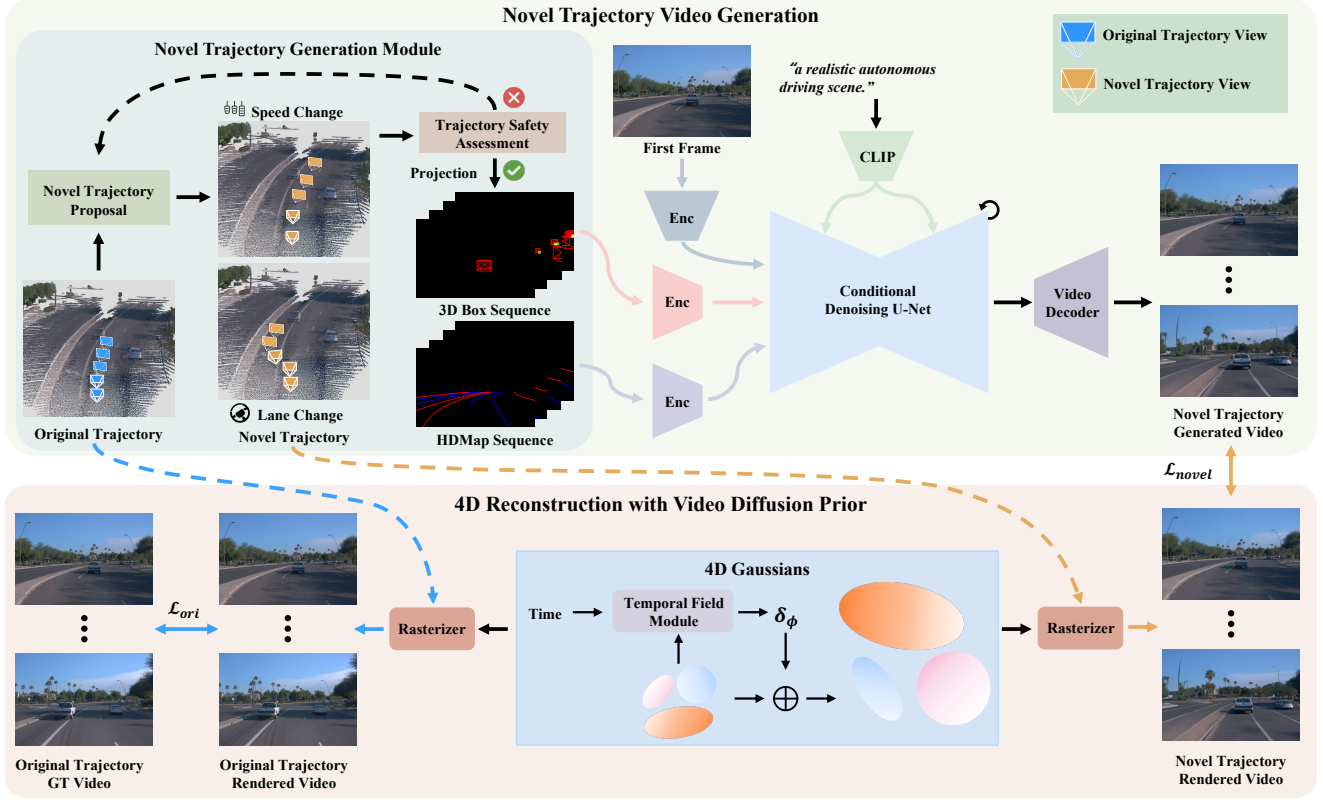 Novel Trajectory Video Generation
Novel Trajectory Generation Module
Original Trajectory View
Novel Trajectory View
"a realistic autonomous
driving scene."
Speed Change
Trajectory Safety
Assessment
Projection
Novel Trajectory
Proposal
First Frame
CLIP
Enc
Enc
Enc
Conditional
Denoising U-Net
Video
Decoder
3D Box Sequence
HDMap Sequence
Lane Change
Original Trajectory
Novel Trajectory
Novel Trajectory
Generated Video
ℒnovel
4D Reconstruction with Video Diffusion Prior
4D Gaussians
Time
Temporal Field
Module
δϕ
Rasterizer
Rasterizer
ℒori
Original Trajectory
GT Video
Original Trajectory
Rendered Video
Novel Trajectory
Rendered Video